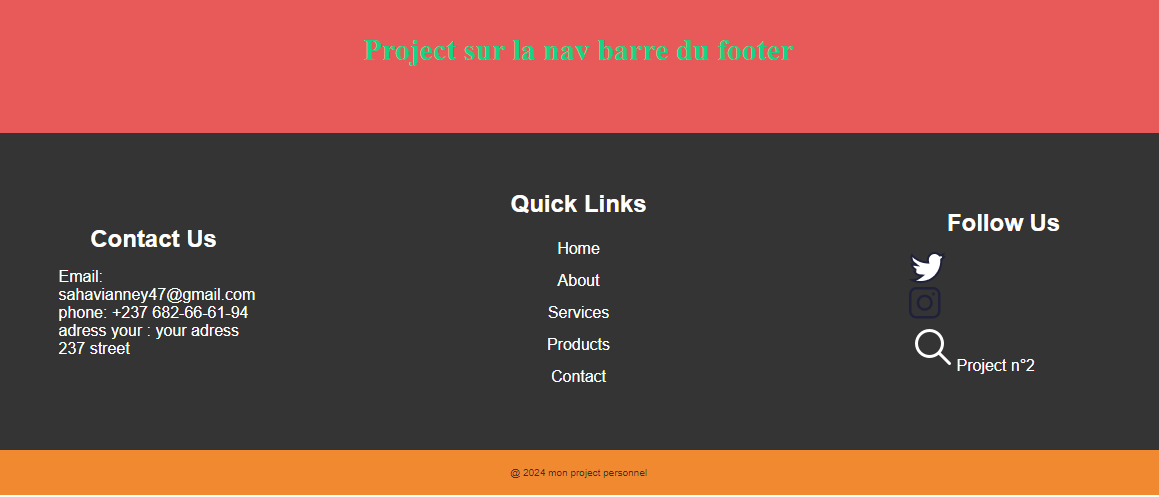 Project sur la nav barre du footer
Contact Us
Email:
sahavianney47@gmail.com
phone: +237 682-66-61-94
adress your : your adress
237 street
Quick Links
Home
About
Services
Products
Contact
Follow Us
Project n°2
@ 2024 mon project personnel